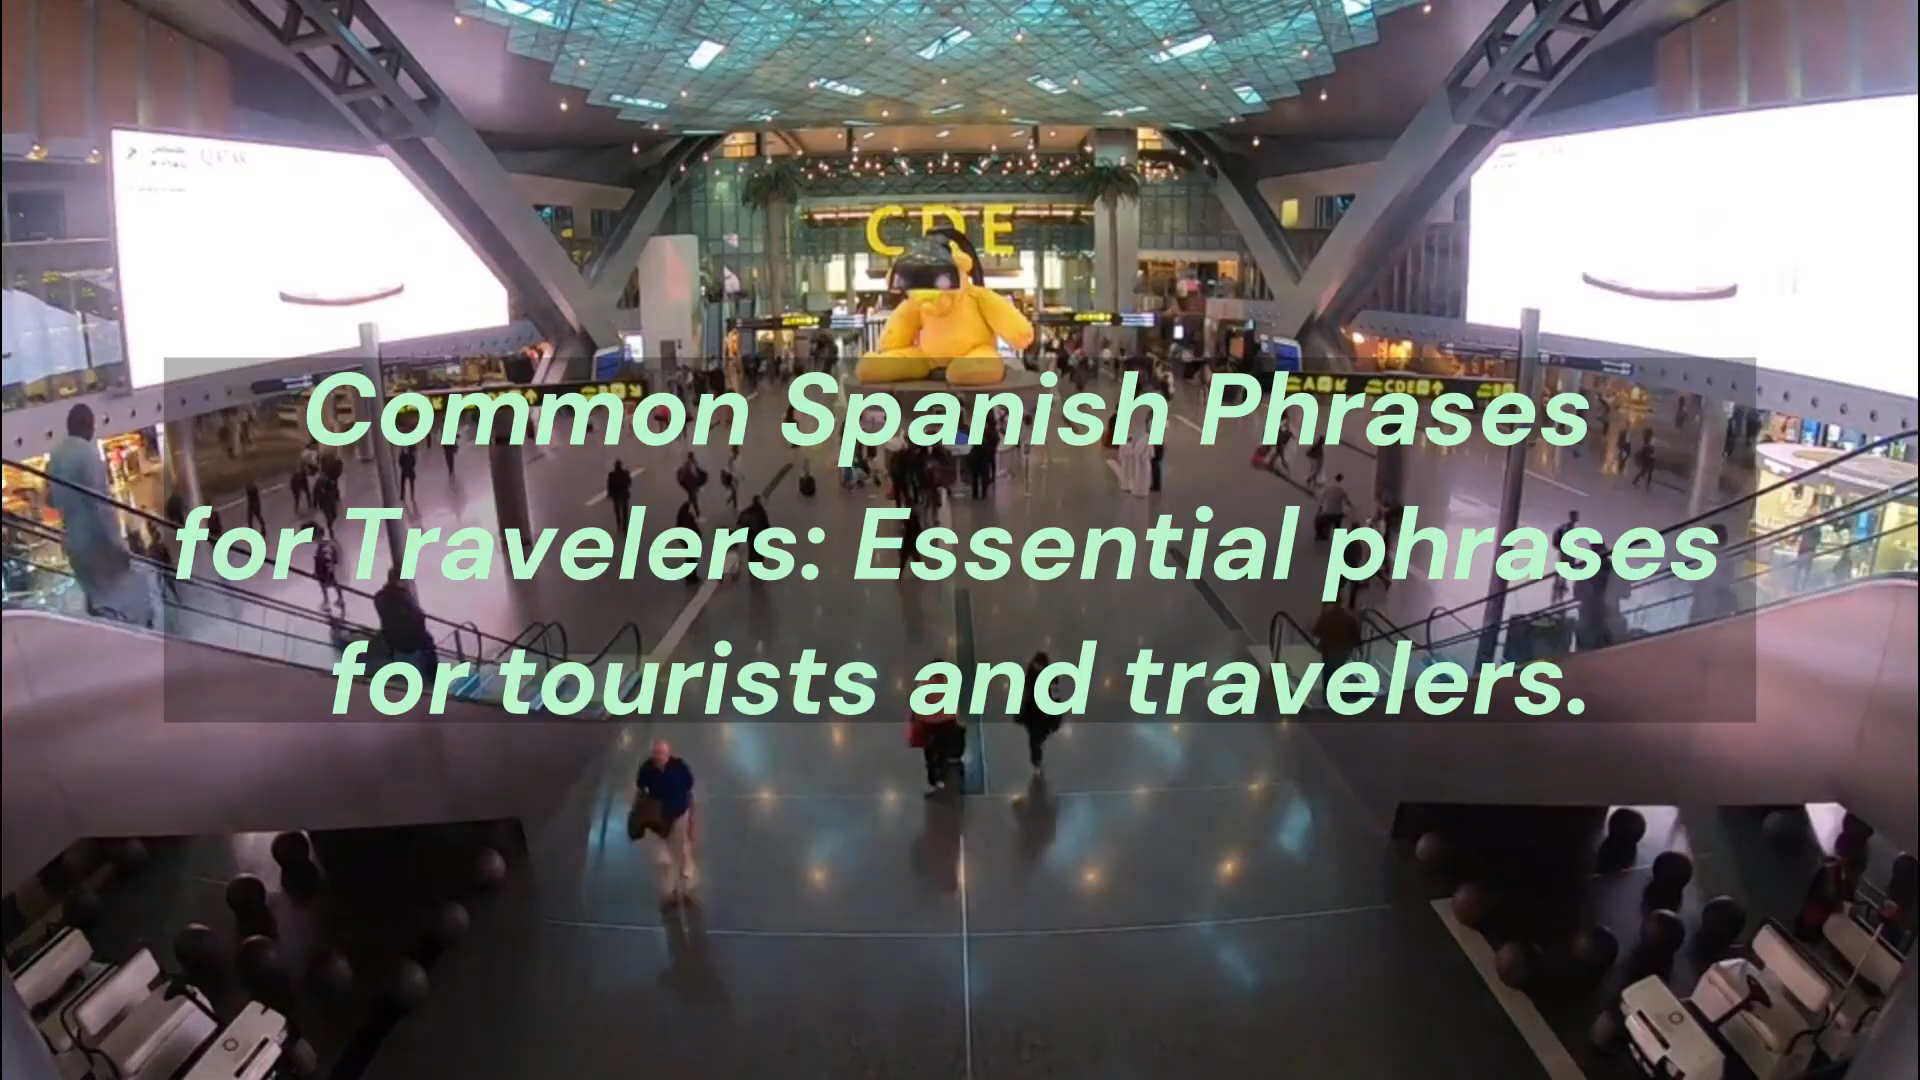 CDE
Common Spanish Phrases
for Travelers: Essential phrases
for tourists and travelers.